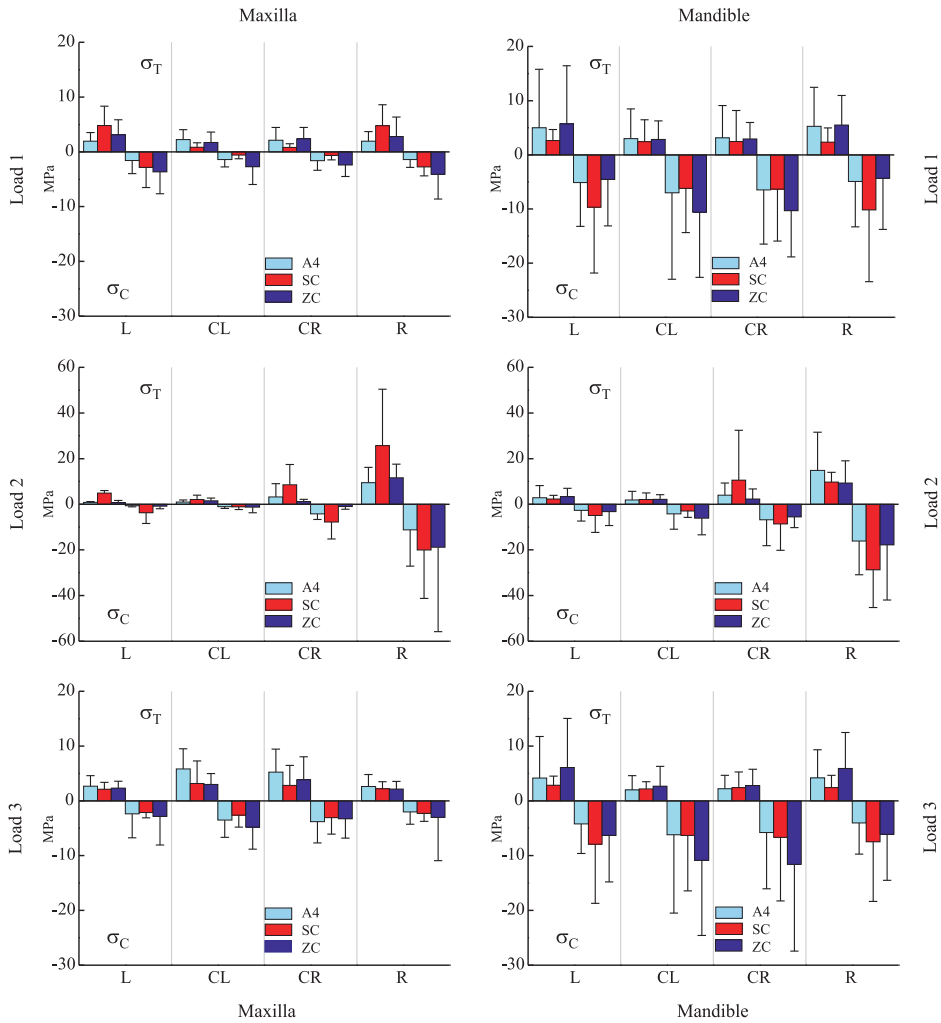 Maxilla Mandible
20 20
σT σT
10 10
0 0
MPa MPa
Load 1 Load 1
-10 -10
A4 A4
-20 SC -20 SC
σC ZC σC ZC
-30 -30
L CL CR R L CL CR R
60 60
σT σT
40 40
20 20
0 0
MPa MPa
Load 2 Load 2
-20 -20
A4 A4
-40 SC -40 SC
σC ZC σC ZC
-60 -60
L CL CR R L CL CR R
20 20
σT σT
10 10
0 0
MPa MPa
Load 3 Load 3
-10 -10
A4 A4
-20 SC -20 SC
σC ZC σC ZC
-30 -30
L CL CR R L CL CR R
Maxilla Mandible